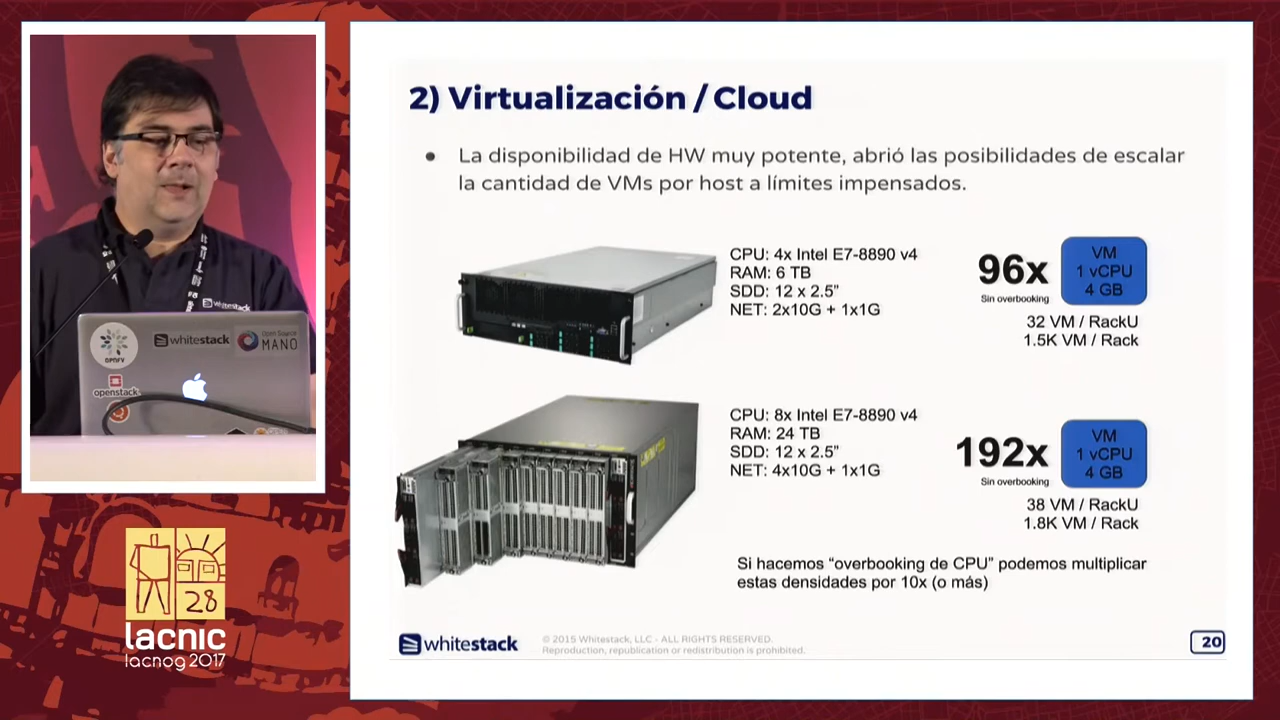 2) Virtualización / Cloud
● La disponibilidad de HW muy potente, abrió las posibilidades de escalar
la cantidad de VMs por host a límites impensados.
CPU: 4x Intel E7-8890 v4
RAM: 6 TB
SDD: 12 x 2.5”
NET: 2x10G + 1x1G
96x
Sin overbooking
VM
1 vCPU
4 GB
32 VM / RackU
1.5K VM / Rack
CPU: 8x Intel E7-8890 v4
RAM: 24 TB
SDD: 12 x 2.5”
NET: 4x10G + 1x1G
192x
Sin overbooking
VM
1 vCPU
4 GB
38 VM / RackU
1.8K VM / Rack
Si hacemos “overbooking de CPU” podemos multiplicar
estas densidades por 10x (o más)
whitestack
© 2015 Whitestack, LLC - ALL RIGHTS RESERVED.
Reproduction, republication or redistribution is prohibited.
20
whitestack
OPNFV
whitestack
Open Source
MANO
openstack
28
lacnic
lacnog 2017